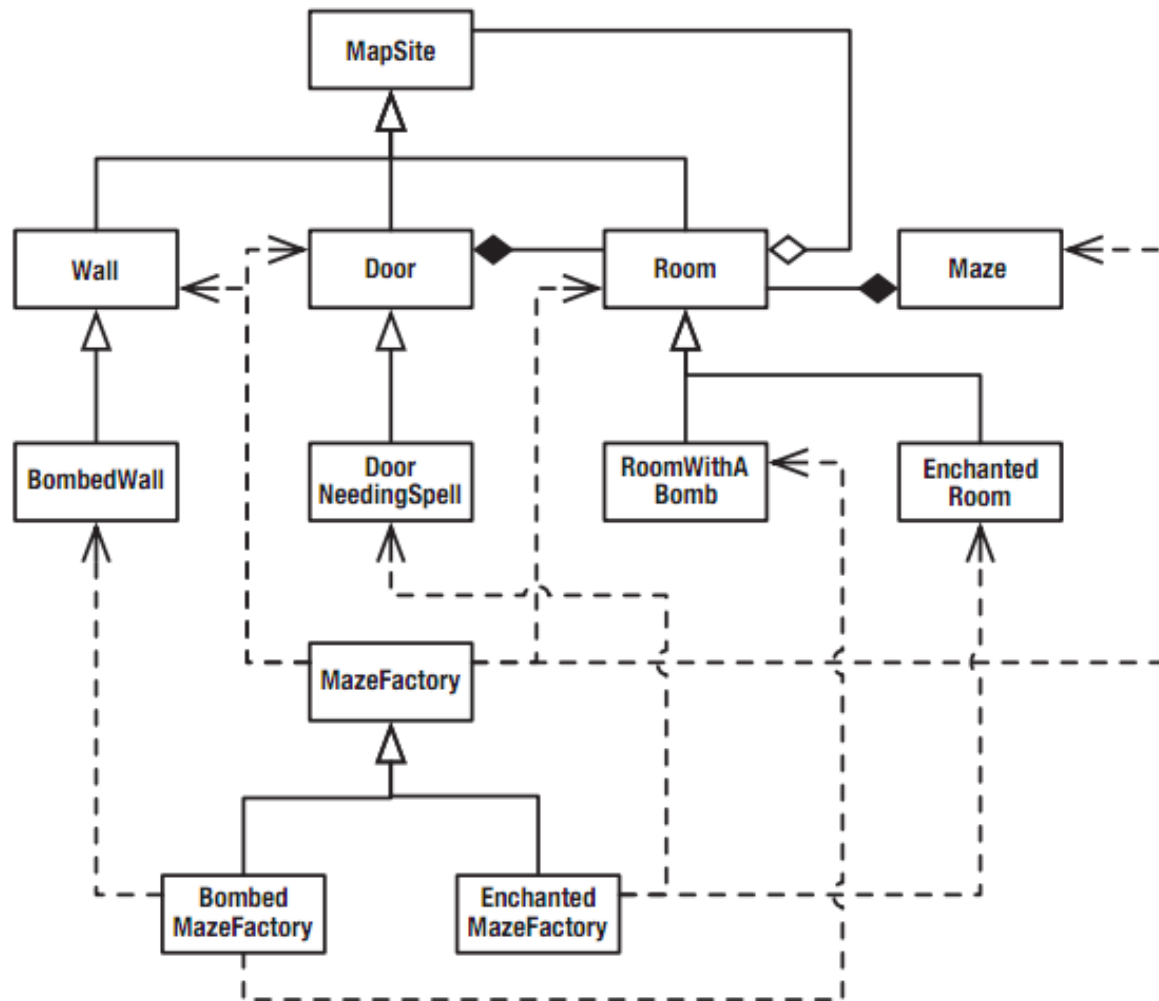 MapSite
Wall
Door
Room
Maze
BombedWall
Door
NeedingSpell
RoomWithA
Bomb
Enchanted
Room
MazeFactory
Bombed
MazeFactory
Enchanted
MazeFactory